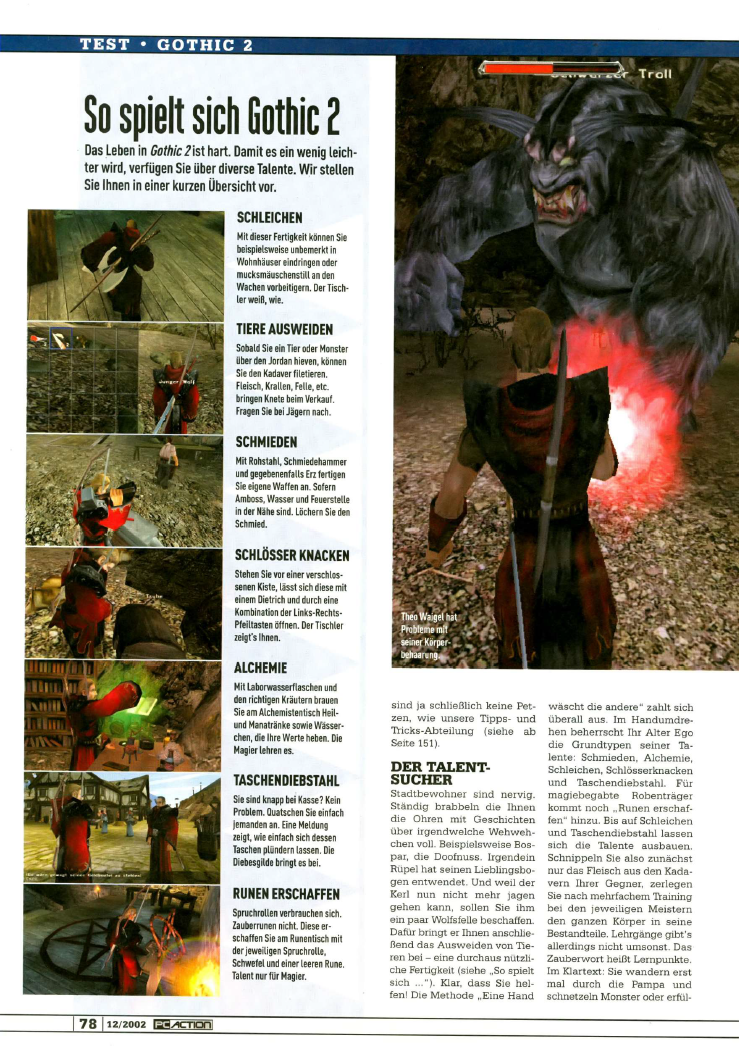 TEST • GOTHIC 2
So spielt sich Gothic 2
Das Leben in Gothic 2 ist hart. Damit es ein wenig leich-
ter wird, verfügen Sie über diverse Talente. Wir stellen
Sie Ihnen in einer kurzen Übersicht vor.
SCHLEICHEN
Mit dieser Fertigkeit können Sie
beispielsweise unbemerkt in
Wohnhäuser eindringen oder
mucksmäuschenstill an den
Wachen vorbeitigern. Der Tisch-
ler weiß, wie.
TIERE AUSWEIDEN
Sobald Sie ein Tier oder Monster
über den Jordan hieven, können
Sie den Kadaver filetieren.
Fleisch, Krallen, Felle, etc.
bringen Knete beim Verkauf.
Fragen Sie bei Jägern nach.
Junger Wolf
SCHMIEDEN
Mit Rohstahl, Schmiedehammer
und gegebenenfalls Erz fertigen
Sie eigene Waffen an. Sofern
Amboss, Wasser und Feuerstelle
in der Nähe sind. Löchern Sie den
Schmied.
SCHLÖSSER KNACKEN
Stehen Sie vor einer verschlos-
senen Kiste, lässt sich diese mit
einem Dietrich und durch eine
Kombination der Links-Rechts-
Pfeiltasten öffnen. Der Tischler
zeigt's Ihnen.
Truhe
ALCHEMIE
Mit Laborwasserflaschen und
den richtigen Kräutern brauen
Sie am Alchemistentisch Heil-
und Manatränke sowie Wässer-
chen, die Ihre Werte heben. Die
Magier lehren es.
TASCHENDIEBSTAHL
Sie sind knapp bei Kasse? Kein
Problem. Quatschen Sie einfach
jemanden an. Eine Meldung
zeigt, wie einfach sich dessen
Taschen plündern lassen. Die
Diebesgilde bringt es bei.
RUNEN ERSCHAFFEN
Spruchrollen verbrauchen sich.
Zauberrunen nicht. Diese er-
schaffen Sie am Runentisch mit
der jeweiligen Spruchrolle,
Schwefel und einer leeren Rune.
Talent nur für Magier.
Schwarzer Troll
Theo Waigel hat
Probleme mit
seiner Körper-
behaarung.
sind ja schließlich keine Pet-
zen, wie unsere Tipps- und
Tricks-Abteilung (siehe ab
Seite 151).
DER TALENT-
SUCHER
Stadtbewohner sind nervig.
Ständig brabbeln die Ihnen
die Ohren mit Geschichten
über irgendwelche Wehweh-
chen voll. Beispielsweise Bos-
par, die Doofnuss. Irgendein
Rüpel hat seinen Lieblingsbo-
gen entwendet. Und weil der
Kerl nun nicht mehr jagen
gehen kann, sollen Sie ihm
ein paar Wolfsfelle beschaffen.
Dafür bringt er Ihnen anschlie-
ßend das Ausweiden von Tie-
ren bei – eine durchaus nützli-
che Fertigkeit (siehe „So spielt
sich ..."). Klar, dass Sie hel-
fen! Die Methode „Eine Hand
wäscht die andere" zahlt sich
überall aus. Im Handumdre-
hen beherrscht Ihr Alter Ego
die Grundtypen seiner Ta-
lente: Schmieden, Alchemie,
Schleichen, Schlösserknacken
und Taschendiebstahl. Für
magiebegabte Robenträger
kommt noch „Runen erschaf-
fen" hinzu. Bis auf Schleichen
und Taschendiebstahl lassen
sich die Talente ausbauen.
Schnippeln Sie also zunächst
nur das Fleisch aus den Kada-
vern Ihrer Gegner, zerlegen
Sie nach mehrfachem Training
bei den jeweiligen Meistern
den ganzen Körper in seine
Bestandteile. Lehrgänge gibt's
allerdings nicht umsonst. Das
Zauberwort heißt Lernpunkte.
Im Klartext: Sie wandern erst
mal durch die Pampa und
schnetzeln Monster oder erfül-
78 12/2002 PC ACTION